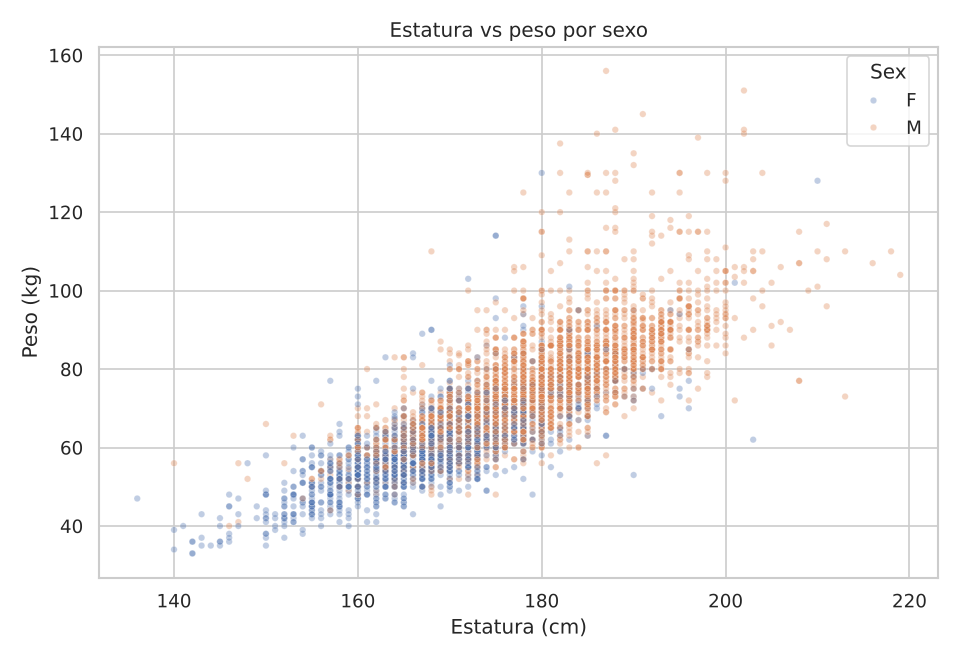 Estatura vs peso por sexo
Sex
F
M
Peso (kg)
160
140
120
100
80
60
40
140 160 180 200 220
Estatura (cm)